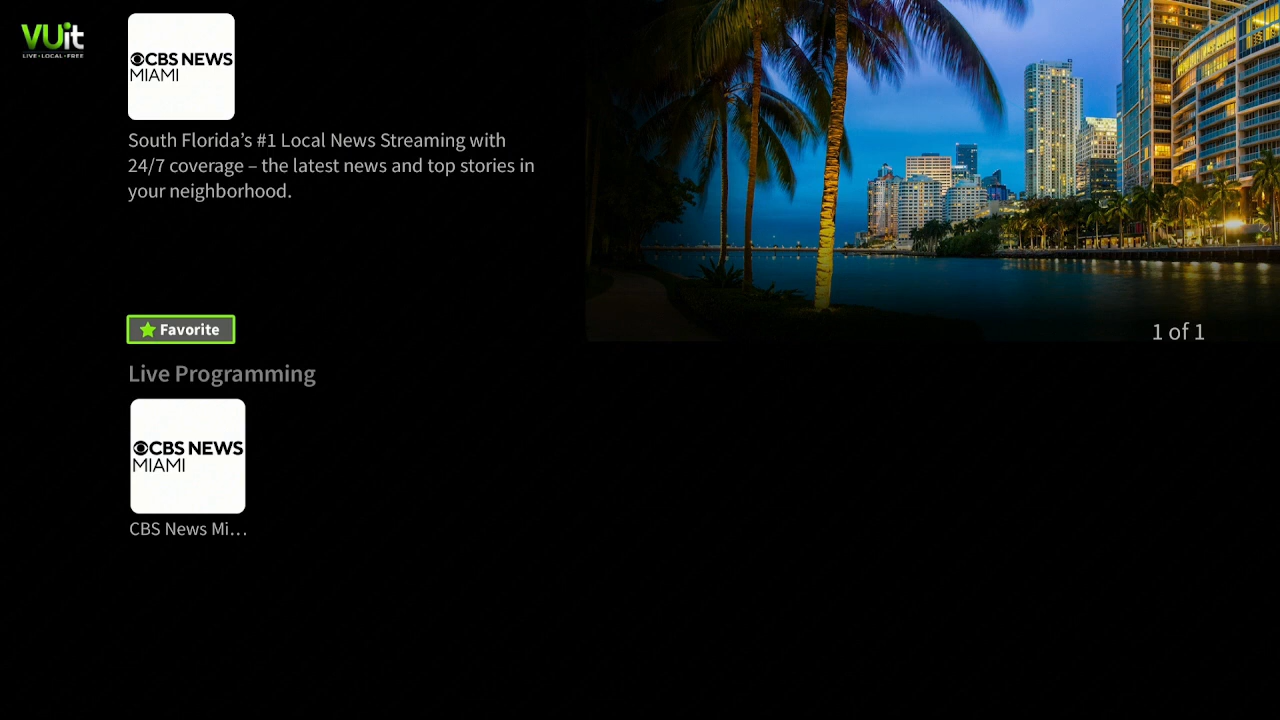 VUit
LIVE • LOCAL • FREE
CBS NEWS
MIAMI
South Florida’s #1 Local News Streaming with
24/7 coverage – the latest news and top stories in
your neighborhood.
Favorite
1 of 1
Live Programming
CBS NEWS
MIAMI
CBS News Mi...